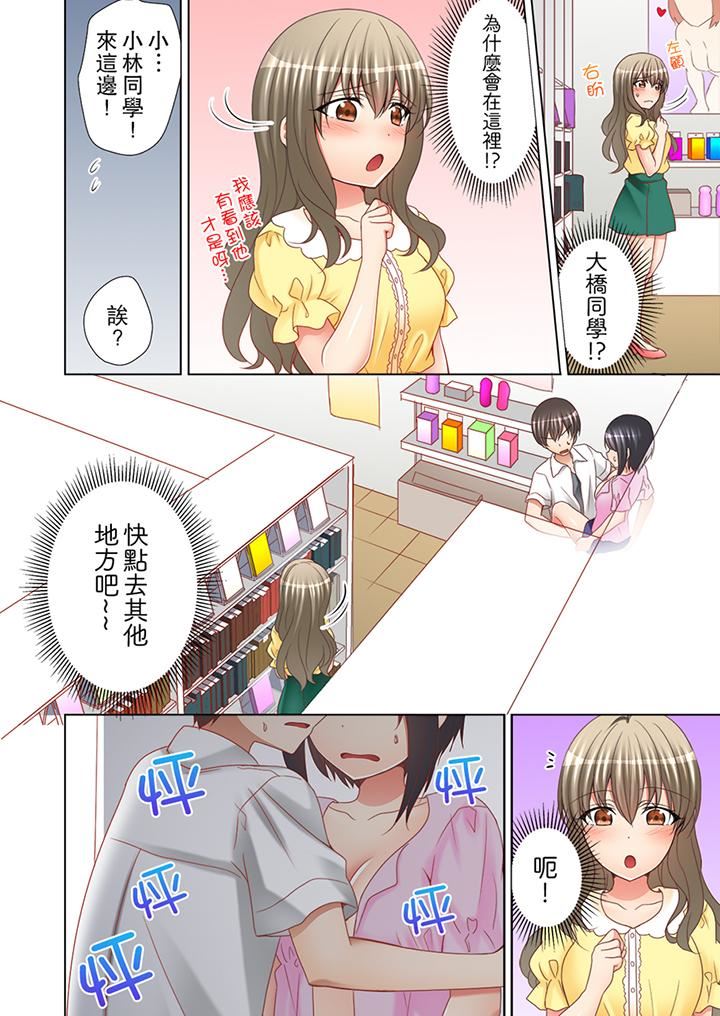 左顧
右盼
大橋同學!?
為什麼會在這裡!?
我應該
有看到他
才是呀…
小…
小林同學！
來這邊！
誒？
快點去其他
地方吧~~
呃！
怦
怦
怦
怦
怦